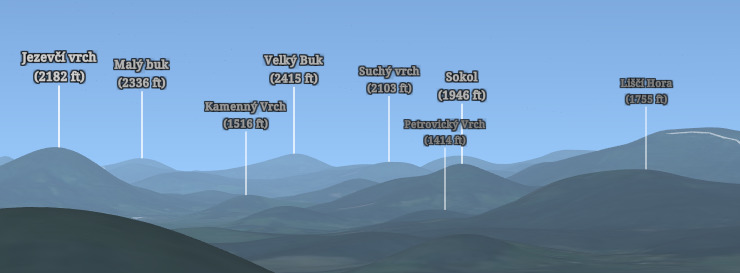 Jezevčí vrch
(2182 ft)
Malý buk
(2336 ft)
Velký Buk
(2415 ft)
Kamenný Vrch
(1516 ft)
Suchý vrch
(2103 ft)
Sokol
(1946 ft)
Petrovický Vrch
(1414 ft)
Liščí Hora
(1755 ft)